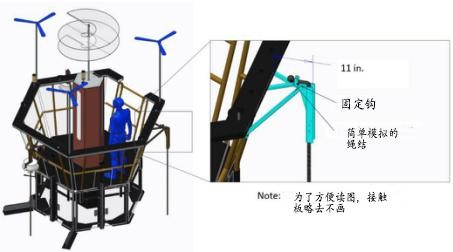 11 in.
固定钩
简单模拟的
绳结
Note: 为了方便读图，接触
板略去不画